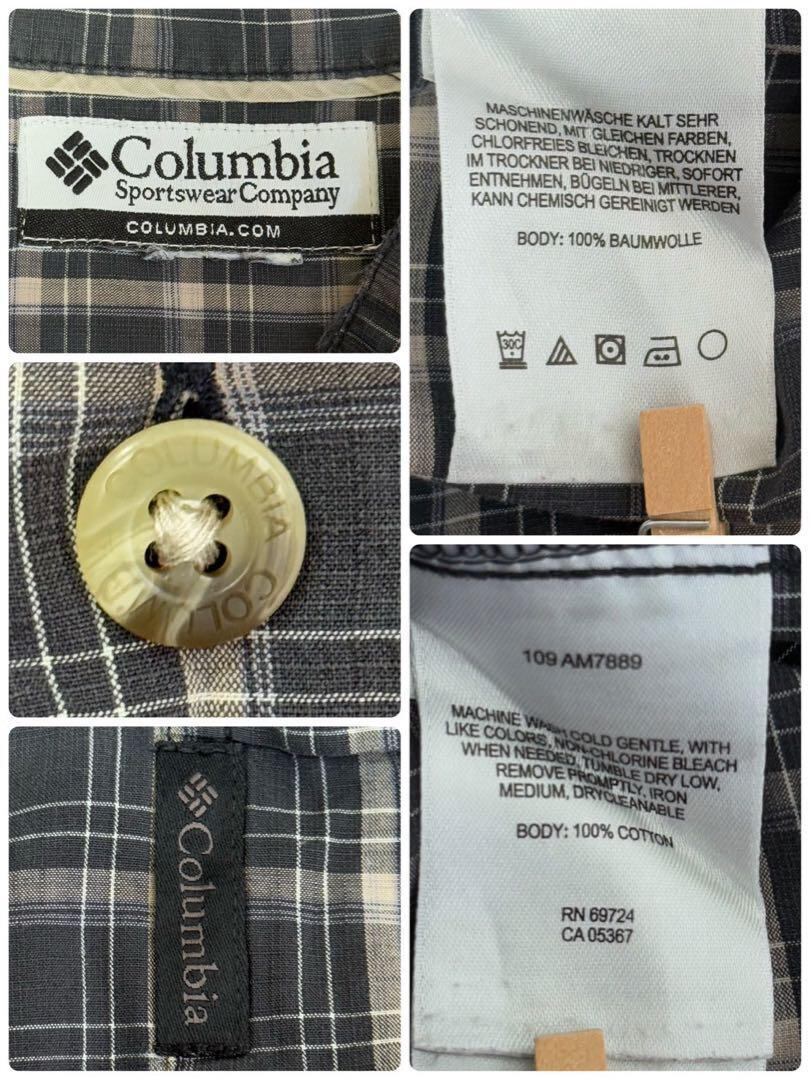 Columbia
Sportswear Company
COLUMBIA.COM
MASCHINENWÄSCHE KALT SEHR
SCHONEND, MIT GLEICHEN FARBEN,
CHLORFREIES BLEICHEN, TROCKNEN
IM TROCKNER BEI NIEDRIGER, SOFORT
ENTNEHMEN, BÜGELN BEI MITTLERER,
KANN CHEMISCH GEREINIGT WERDEN
BODY: 100% BAUMWOLLE
30C
COLUMBIA
Columbia
109 AM7889
MACHINE WASH COLD GENTLE, WITH
LIKE COLORS, NON-CHLORINE BLEACH
WHEN NEEDED, TUMBLE DRY LOW,
REMOVE PROMPTLY, IRON
MEDIUM, DRYCLEANABLE
BODY: 100% COTTON
RN 69724
CA 05367